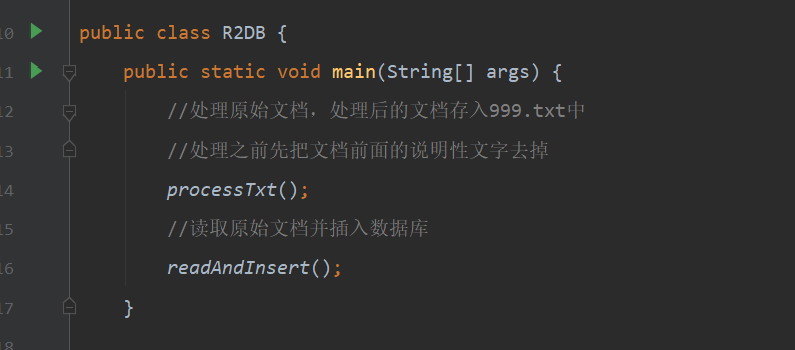 10 public class R2DB {
11 public static void main(String[] args) {
12 //处理原始文档，处理后的文档存入999.txt中
13 //处理之前先把文档前面的说明性文字去掉
14 processTxt();
15 //读取原始文档并插入数据库
16 readAndInsert();
17 }
18